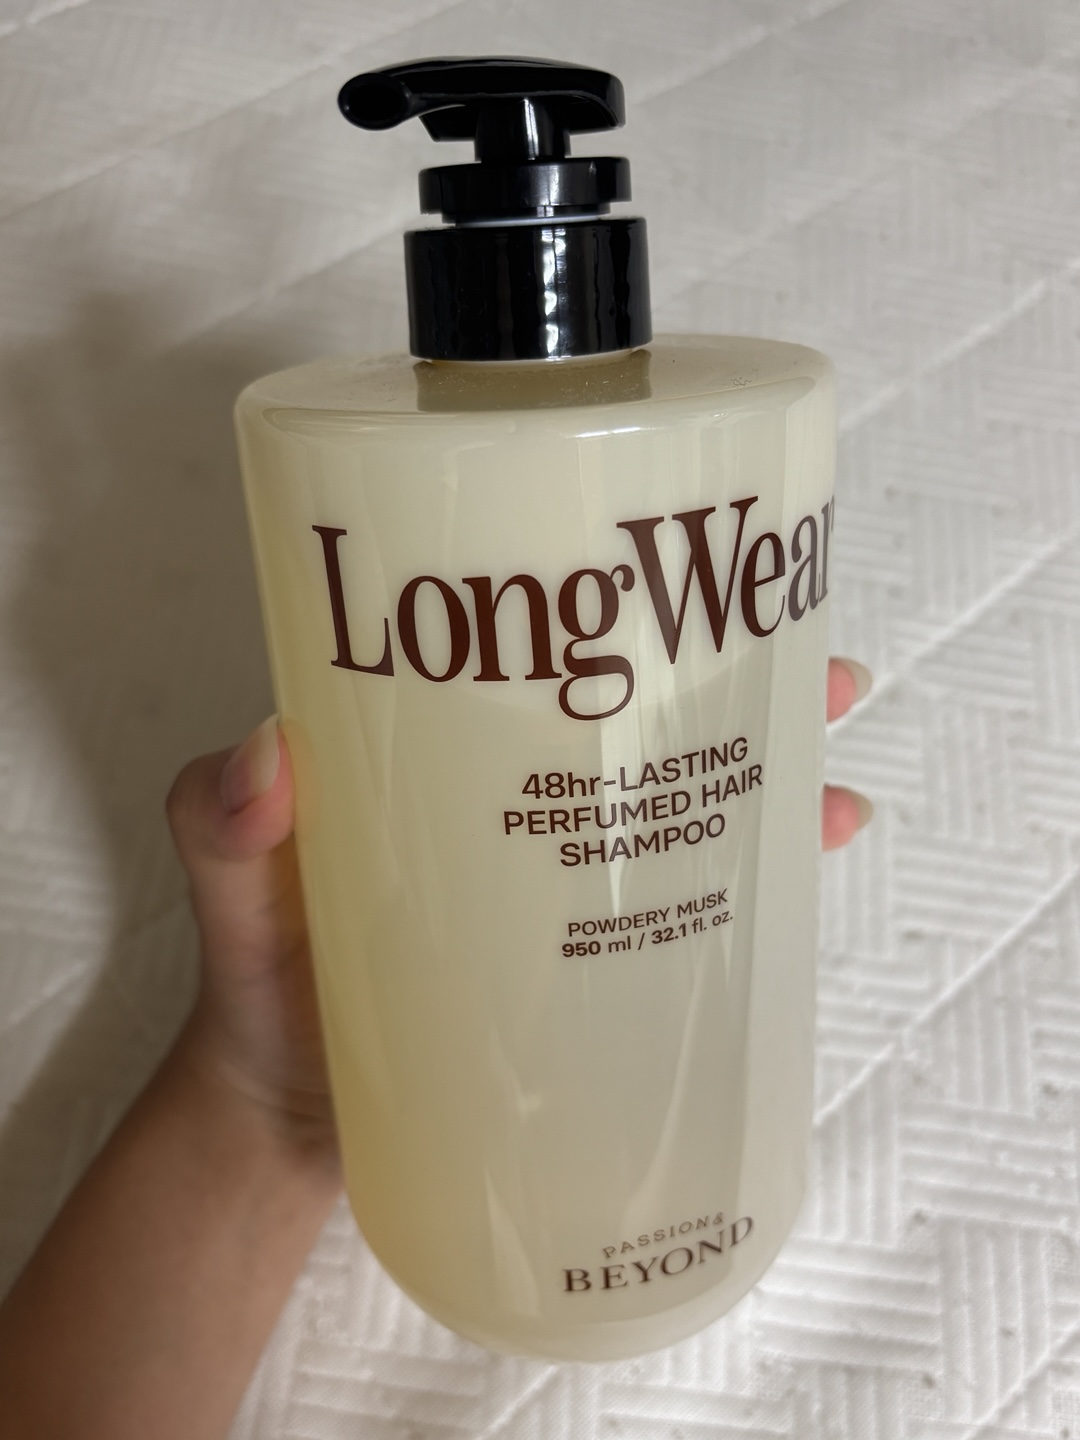 LongWear
48hr-LASTING
PERFUMED HAIR
SHAMPOO
POWDERY MUSK
950 ml / 32.1 fl. oz.
PASSION&
BEYOND